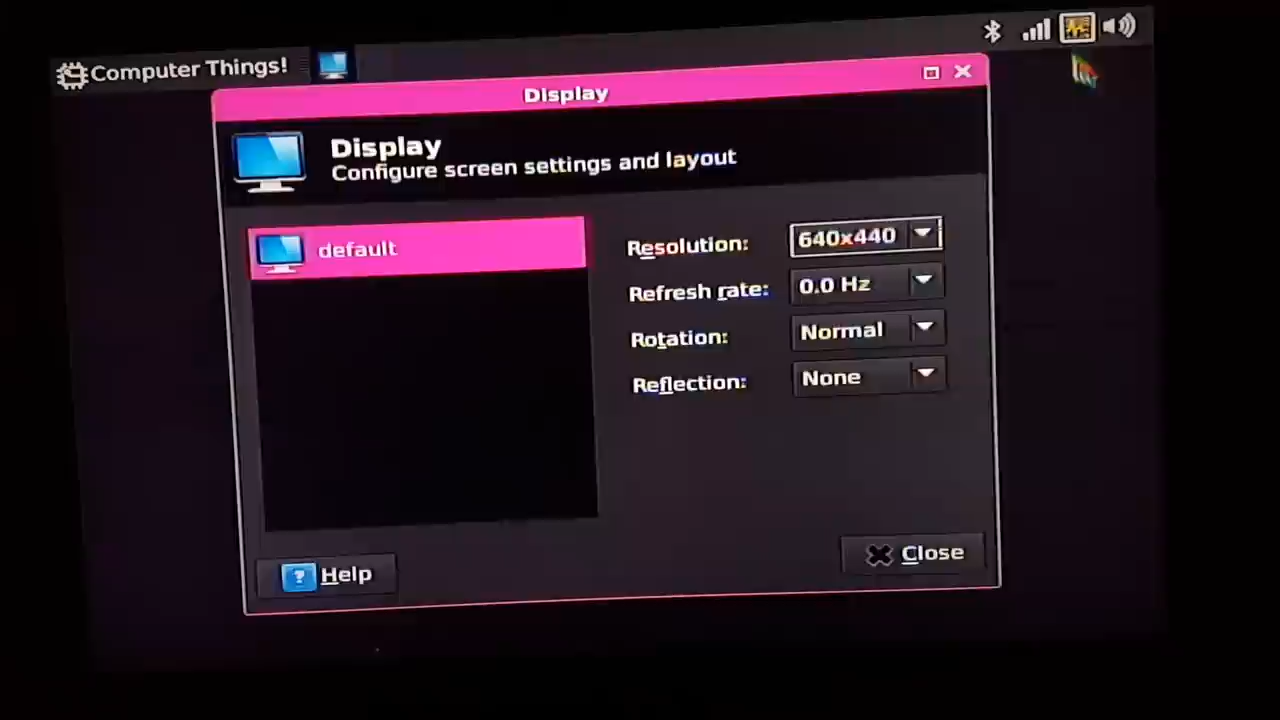 Computer Things!
Display
Display
Configure screen settings and layout
default
Resolution: 640x440
Refresh rate: 0.0 Hz
Rotation: Normal
Reflection: None
Help
Close